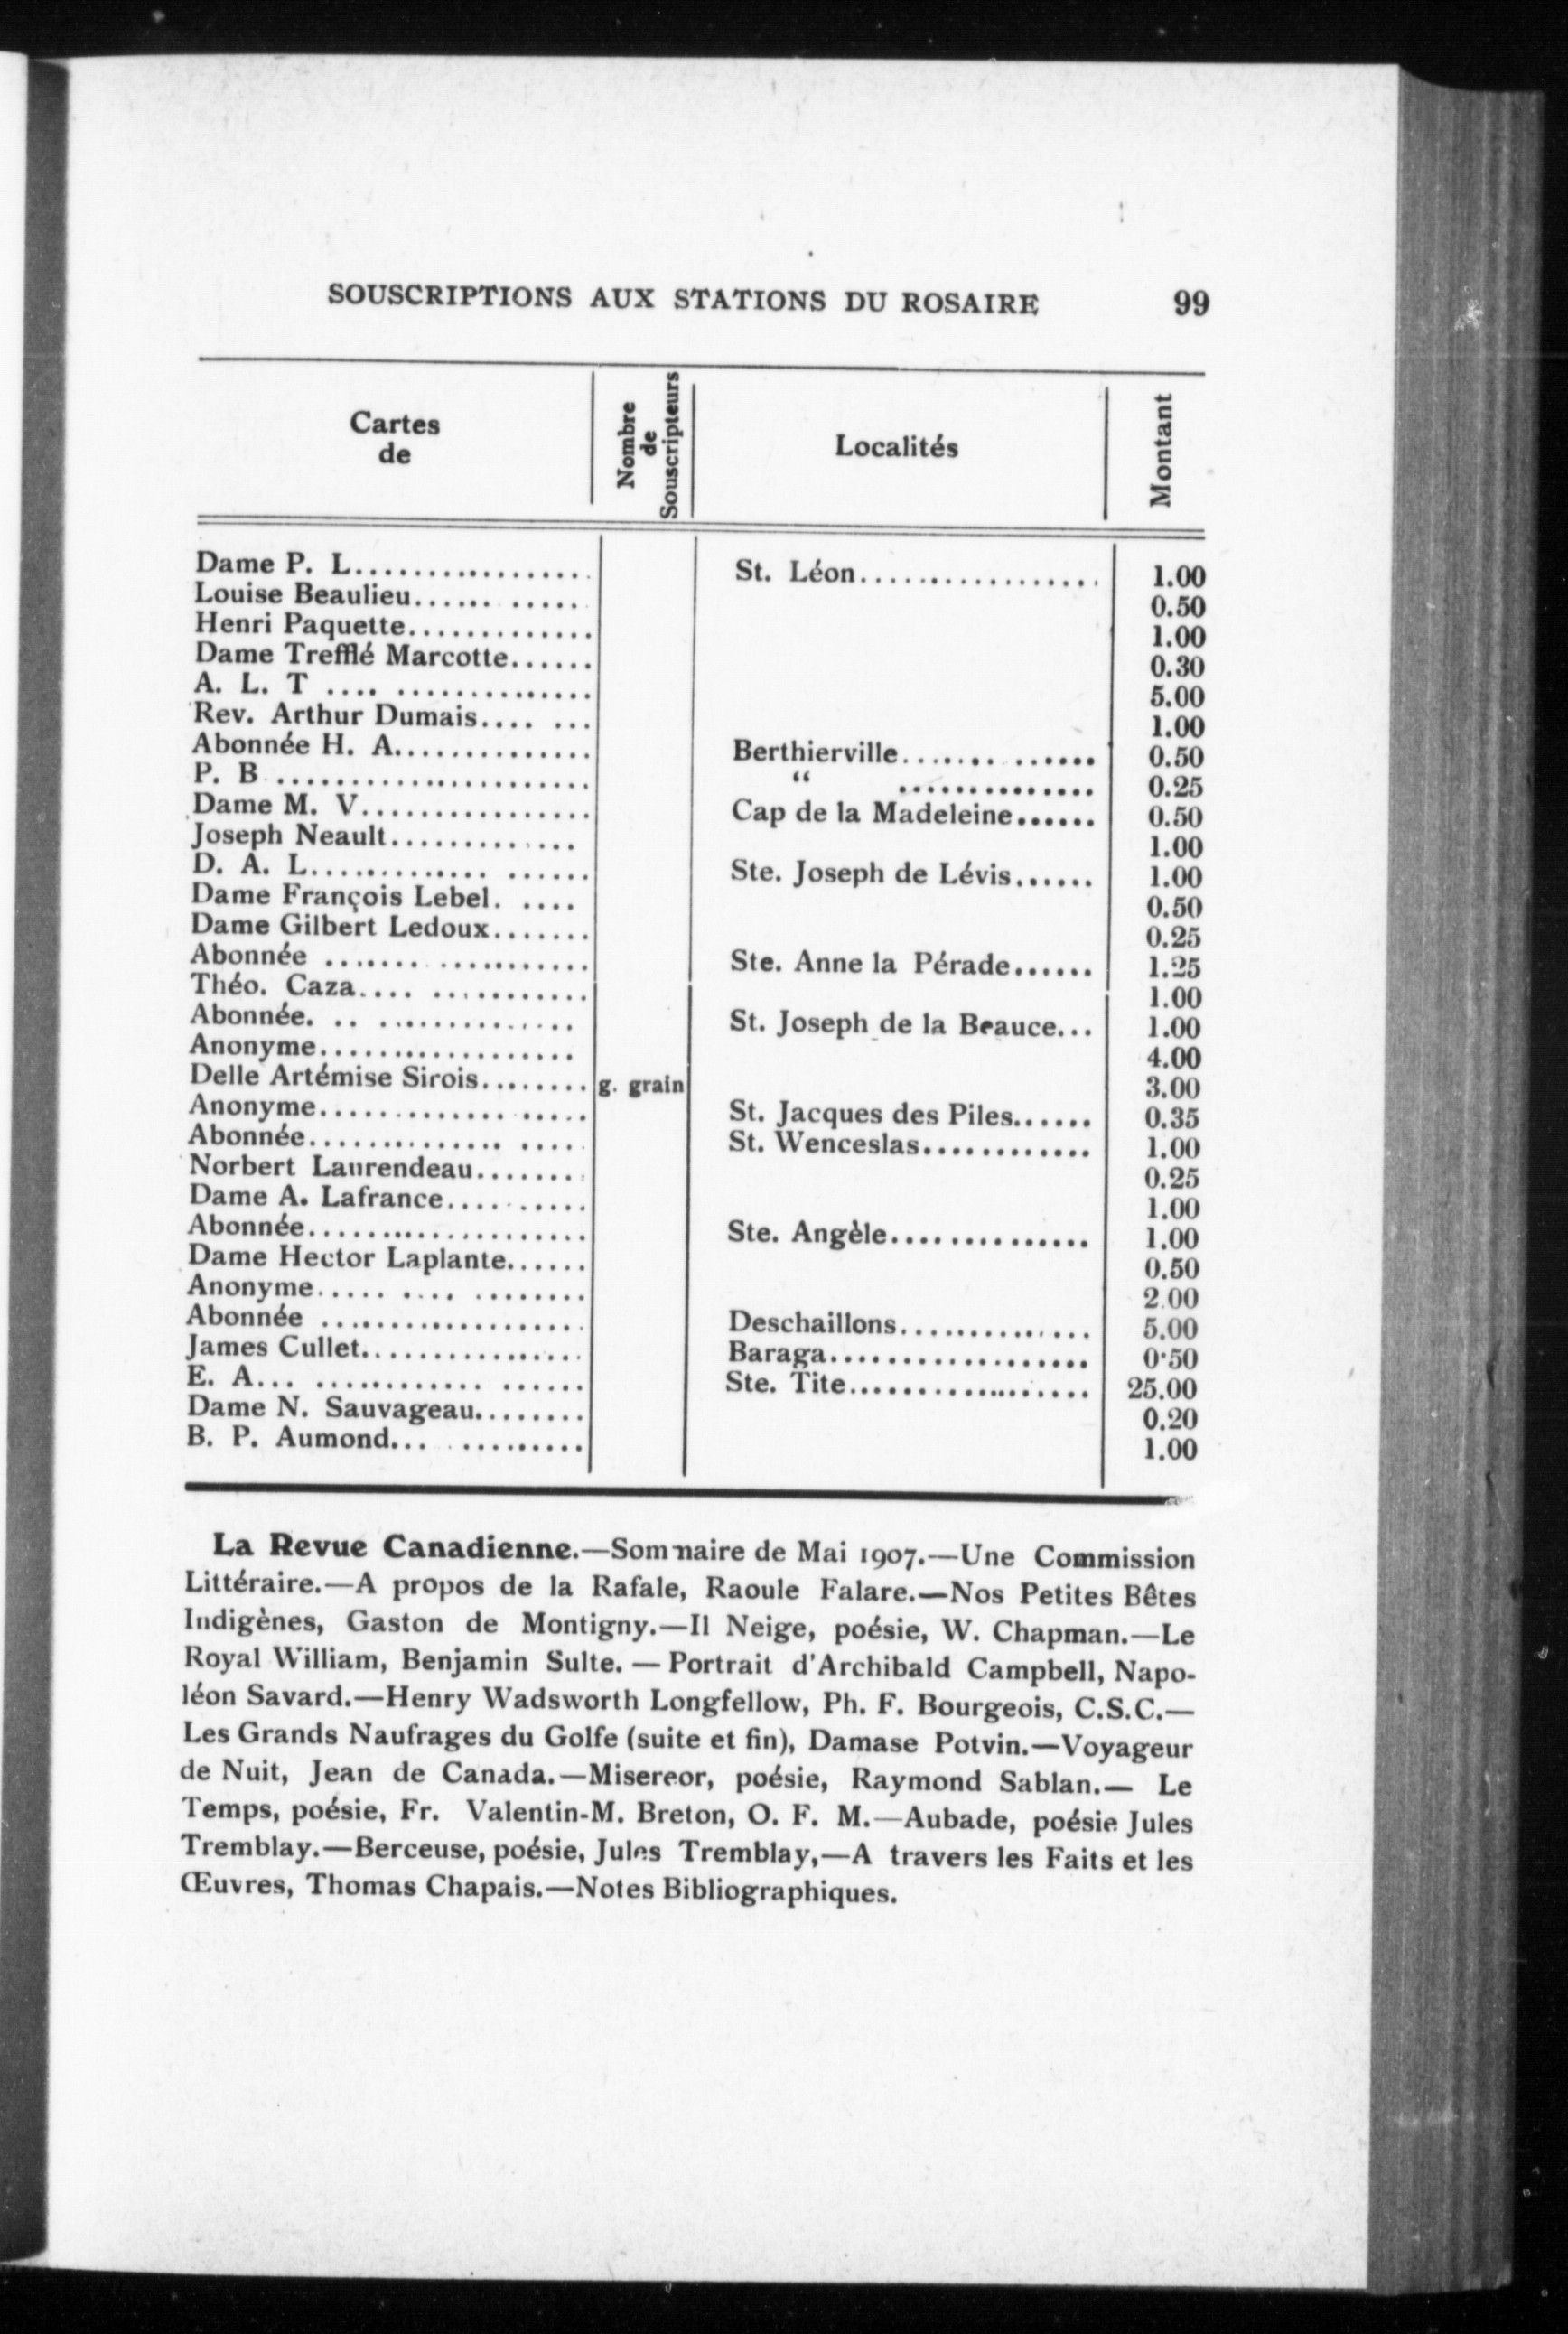 SOUSCRIPTIONS AUX STATIONS DU ROSAIRE 99
Cartes de | Nombre de Souscripteurs | Localités | Montant
Dame P. L.................. St. Léon.................. 1.00
Louise Beaulieu...... ..... 0.50
Henri Paquette............. 1.00
Dame Trefflé Marcotte...... 0.30
A. L. T .... .............. 5.00
Rev. Arthur Dumais.... ... 1.00
Abonnée H. A.............. Berthierville....... ...... 0.50
P. B ...................... “ .............. 0.25
Dame M. V................. Cap de la Madeleine...... 0.50
Joseph Neault............. 1.00
D. A. L............. ...... Ste. Joseph de Lévis...... 1.00
Dame François Lebel. .... 0.50
Dame Gilbert Ledoux....... 0.25
Abonnée ....... ........... Ste. Anne la Pérade...... 1.25
Théo. Caza.... ........... 1.00
Abonnée. .. .............. St. Joseph de la Beauce... 1.00
Anonyme.................. 4.00
Delle Artémise Sirois........ g. grain 3.00
Anonyme.............. ..... St. Jacques des Piles...... 0.35
Abonnée.............. ..... St. Wenceslas............ 1.00
Norbert Laurendeau........ 0.25
Dame A. Lafrance.......... 1.00
Abonnée.................... Ste. Angèle.............. 1.00
Dame Hector Laplante...... 0.50
Anonyme..... .... ........ 2.00
Abonnée ................... Deschaillons............. 5.00
James Cullet................ Baraga.................. 0·50
E. A... ............ ...... Ste. Tite................. 25.00
Dame N. Sauvageau........ 0.20
B. P. Aumond... .......... 1.00
La Revue Canadienne.—Sommaire de Mai 1907.—Une Commission
Littéraire.—A propos de la Rafale, Raoule Falare.—Nos Petites Bêtes
Indigènes, Gaston de Montigny.—Il Neige, poésie, W. Chapman.—Le
Royal William, Benjamin Sulte. — Portrait d'Archibald Campbell, Napo-
léon Savard.—Henry Wadsworth Longfellow, Ph. F. Bourgeois, C.S.C.—
Les Grands Naufrages du Golfe (suite et fin), Damase Potvin.—Voyageur
de Nuit, Jean de Canada.—Misereor, poésie, Raymond Sablan.— Le
Temps, poésie, Fr. Valentin-M. Breton, O. F. M.—Aubade, poésie Jules
Tremblay.—Berceuse, poésie, Jules Tremblay,—A travers les Faits et les
Œuvres, Thomas Chapais.—Notes Bibliographiques.